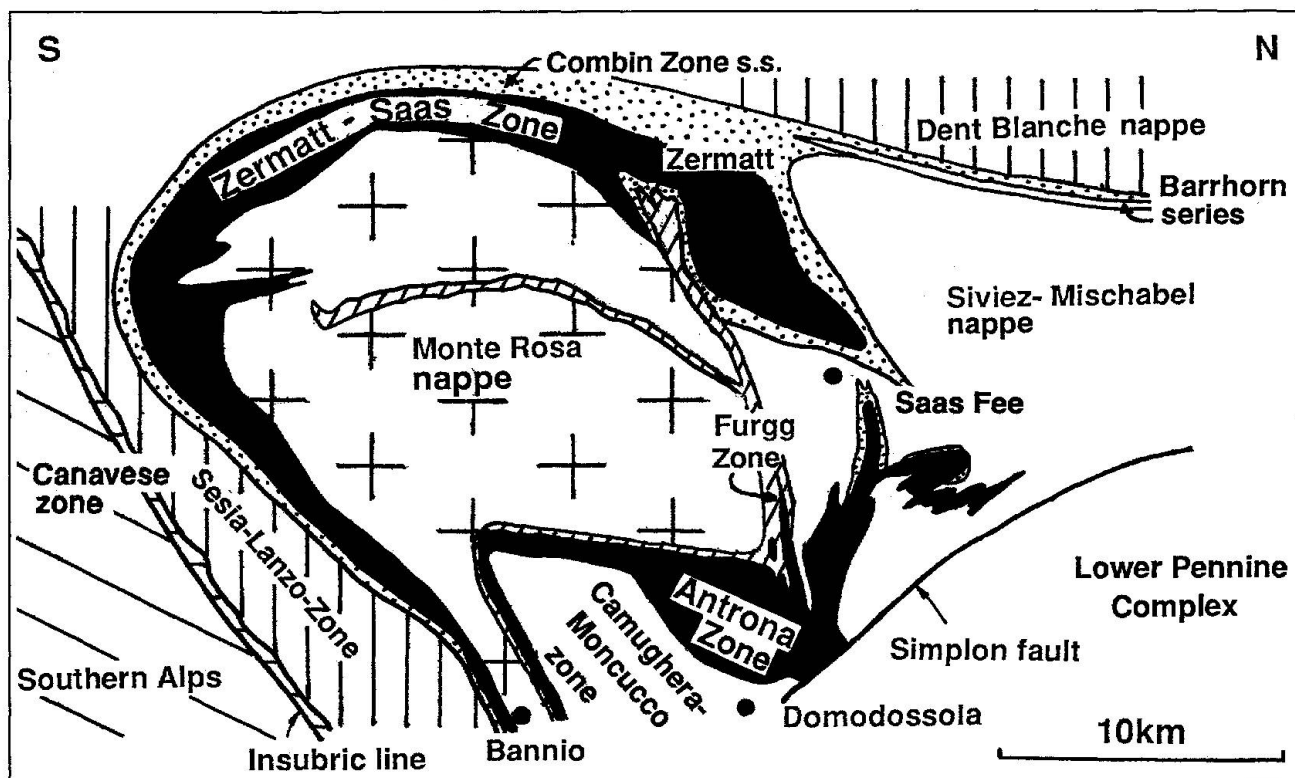 S
N
Combin Zone s.s.
Zermatt - Saas Zone
Dent Blanche nappe
Zermatt
Barrhorn
series
Siviez- Mischabel
nappe
Monte Rosa
nappe
Saas Fee
Furgg
Zone
Canavese
zone
Sesia-Lanzo-Zone
Lower Pennine
Complex
Antrona
Zone
Camughera-
Moncucco
zone
Simplon fault
Southern Alps
Domodossola
10km
Insubric line
Bannio